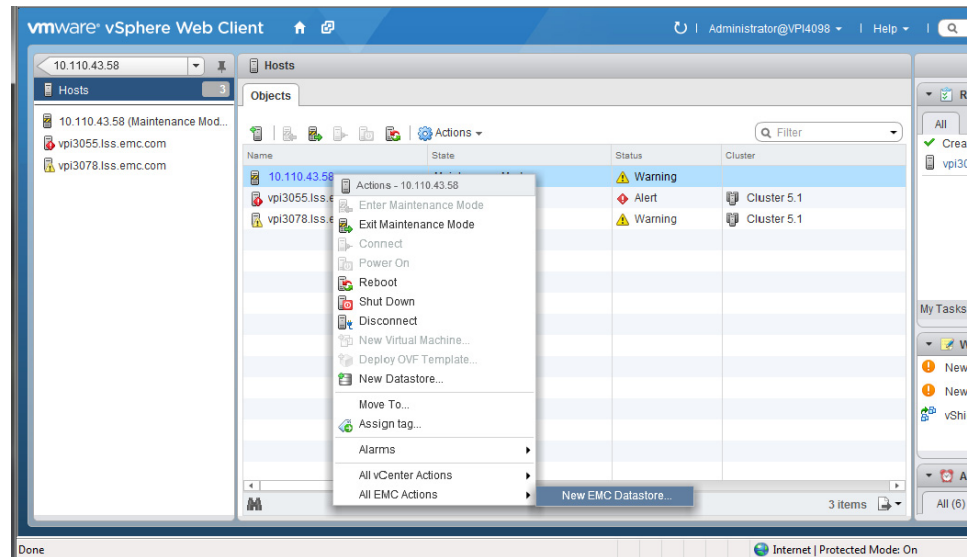 vmware® vSphere Web Client
Administrator@VPI4098
Help
10.110.43.58
Hosts 3
10.110.43.58 (Maintenance Mod...
vpi3055.lss.emc.com
vpi3078.lss.emc.com
Hosts
Objects
Actions
Filter
Name State Status Cluster
10.110.43.58 Warning
vpi3055.lss.e Alert Cluster 5.1
vpi3078.lss.e Warning Cluster 5.1
Actions - 10.110.43.58
Enter Maintenance Mode
Exit Maintenance Mode
Connect
Power On
Reboot
Shut Down
Disconnect
New Virtual Machine...
Deploy OVF Template...
New Datastore...
Move To...
Assign tag...
Alarms
All vCenter Actions
All EMC Actions
New EMC Datastore...
3 items
R
All
Crea
vpi30
My Tasks
W
New
New
vShi
A
All (6)
Done
Internet | Protected Mode: On